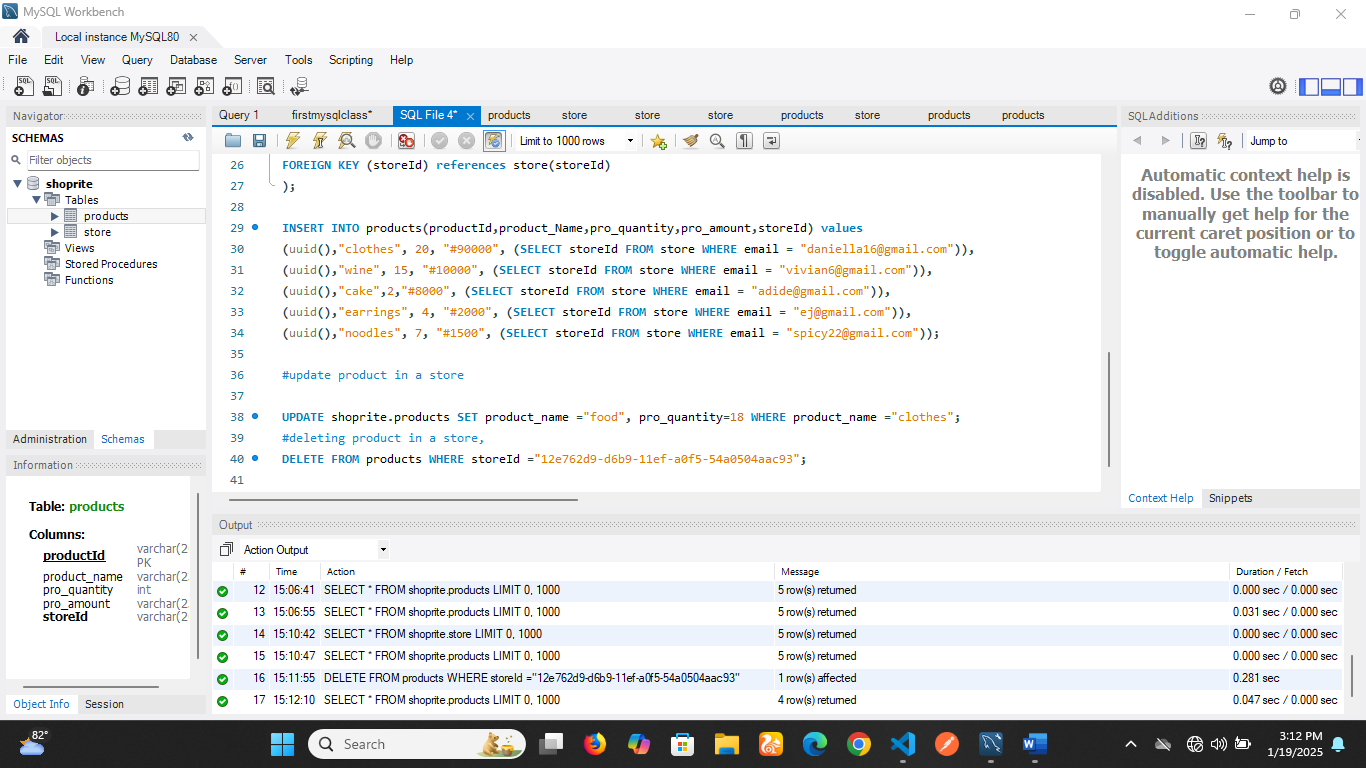 MySQL Workbench
Local instance MySQL80
File Edit View Query Database Server Tools Scripting Help
Navigator
SCHEMAS
Filter objects
shoprite
Tables
products
store
Views
Stored Procedures
Functions
Administration Schemas
Information
Table: products
Columns:
productId varchar(2
PK
product_name varchar(2
pro_quantity int
pro_amount varchar(2
storeId varchar(2
Object Info Session
Query 1 firstmysqlclass* SQL File 4* products store store store products store products products
Limit to 1000 rows
26 FOREIGN KEY (storeId) references store(storeId)
27 );
28
29 INSERT INTO products(productId,product_Name,pro_quantity,pro_amount,storeId) values
30 (uuid(),"clothes", 20, "#90000", (SELECT storeId FROM store WHERE email = "daniella16@gmail.com")),
31 (uuid(),"wine", 15, "#10000", (SELECT storeId FROM store WHERE email = "vivian6@gmail.com")),
32 (uuid(),"cake",2,"#8000", (SELECT storeId FROM store WHERE email = "adide@gmail.com")),
33 (uuid(),"earrings", 4, "#2000", (SELECT storeId FROM store WHERE email = "ej@gmail.com")),
34 (uuid(),"noodles", 7, "#1500", (SELECT storeId FROM store WHERE email = "spicy22@gmail.com"));
35
36 #update product in a store
37
38 UPDATE shoprite.products SET product_name ="food", pro_quantity=18 WHERE product_name ="clothes";
39 #deleting product in a store,
40 DELETE FROM products WHERE storeId ="12e762d9-d6b9-11ef-a0f5-54a0504aac93";
41
SQLAdditions
Jump to
Automatic context help is
disabled. Use the toolbar to
manually get help for the
current caret position or to
toggle automatic help.
Context Help Snippets
Output
Action Output
# Time Action Message Duration / Fetch
12 15:06:41 SELECT * FROM shoprite.products LIMIT 0, 1000 5 row(s) returned 0.000 sec / 0.000 sec
13 15:06:55 SELECT * FROM shoprite.products LIMIT 0, 1000 5 row(s) returned 0.031 sec / 0.000 sec
14 15:10:42 SELECT * FROM shoprite.store LIMIT 0, 1000 5 row(s) returned 0.000 sec / 0.000 sec
15 15:10:47 SELECT * FROM shoprite.products LIMIT 0, 1000 5 row(s) returned 0.000 sec / 0.000 sec
16 15:11:55 DELETE FROM products WHERE storeId ="12e762d9-d6b9-11ef-a0f5-54a0504aac93" 1 row(s) affected 0.281 sec
17 15:12:10 SELECT * FROM shoprite.products LIMIT 0, 1000 4 row(s) returned 0.047 sec / 0.000 sec
82°
Search
3:12 PM
1/19/2025